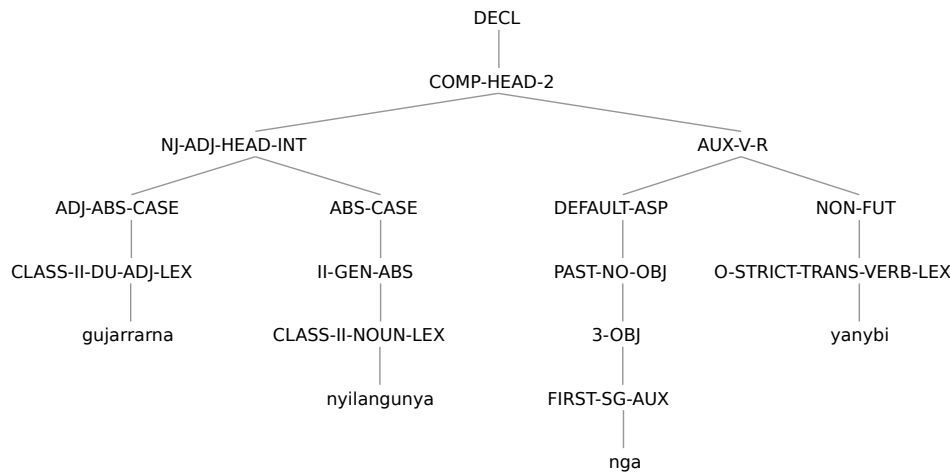 DECL
COMP-HEAD-2
NJ-ADJ-HEAD-INT AUX-V-R
ADJ-ABS-CASE ABS-CASE DEFAULT-ASP NON-FUT
CLASS-II-DU-ADJ-LEX II-GEN-ABS PAST-NO-OBJ O-STRICT-TRANS-VERB-LEX
gujarrarna CLASS-II-NOUN-LEX 3-OBJ yanybi
nyilangunya FIRST-SG-AUX
nga